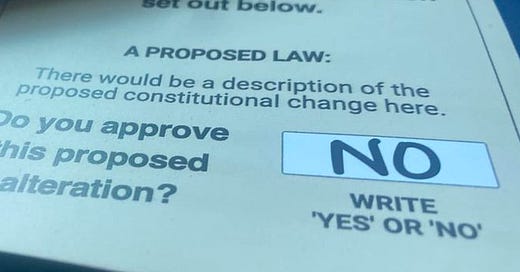 set out below.
A PROPOSED LAW:
There would be a description of the
proposed constitutional change here.
Do you approve
this proposed
alteration?
NO
WRITE
'YES' OR 'NO'